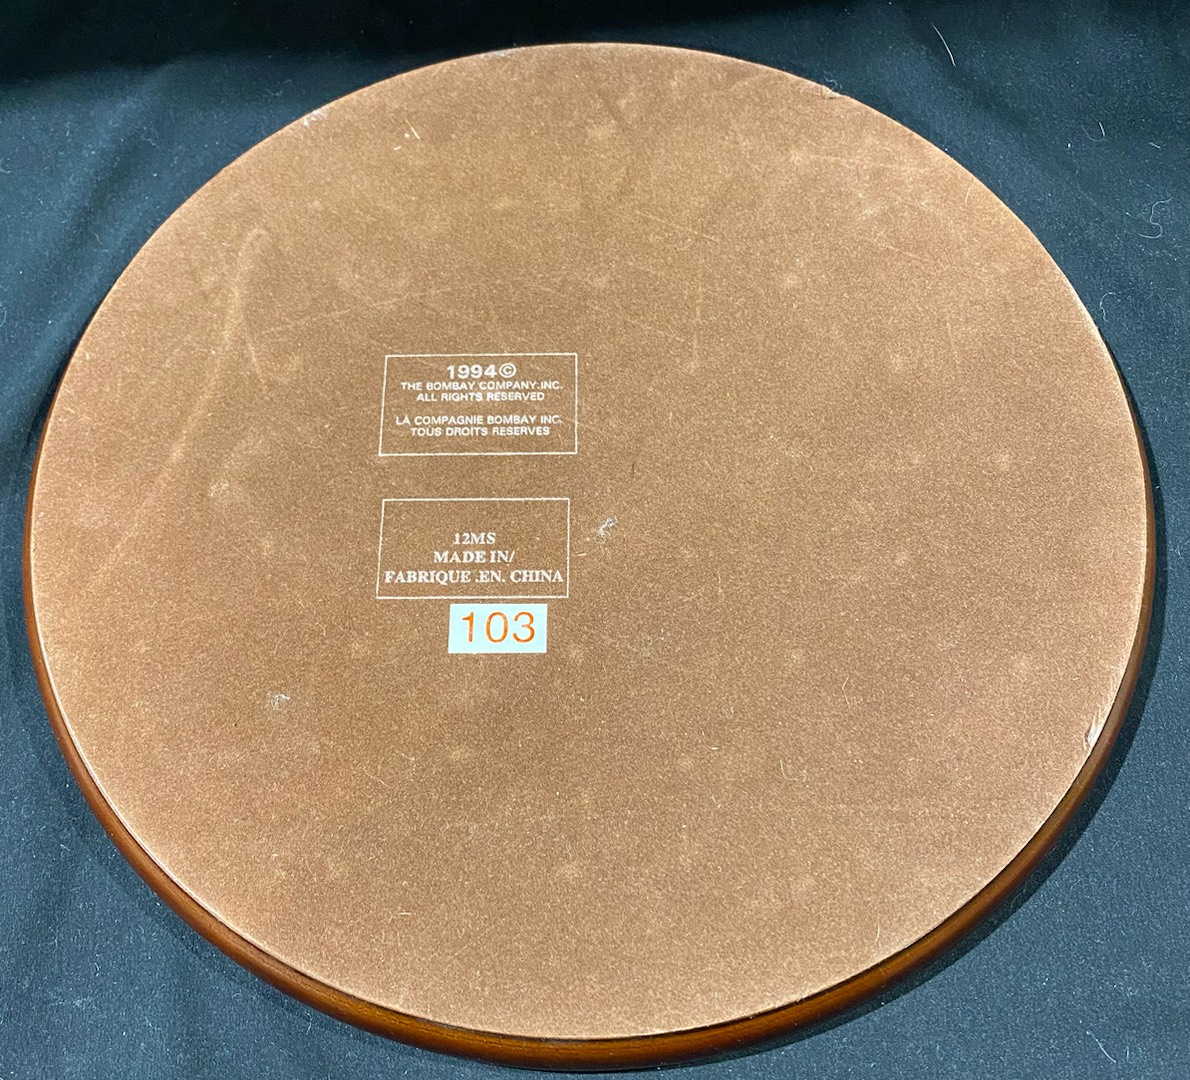 1994©
THE BOMBAY COMPANY.INC.
ALL RIGHTS RESERVED
LA COMPAGNIE BOMBAY INC.
TOUS DROITS RESERVES
12MS
MADE IN/
FABRIQUE .EN. CHINA
103